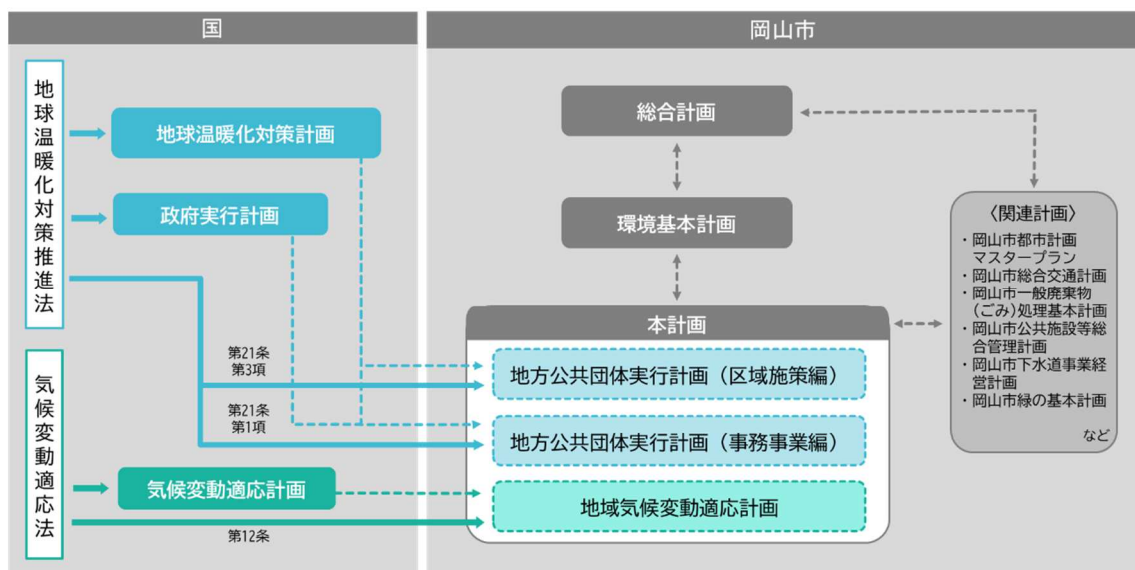 国
地球温暖化対策推進法
地球温暖化対策計画
政府実行計画
第21条
第3項
第21条
第1項
気候変動適応法
気候変動適応計画
第12条
岡山市
総合計画
環境基本計画
本計画
地方公共団体実行計画（区域施策編）
地方公共団体実行計画（事務事業編）
地域気候変動適応計画
〈関連計画〉
・岡山市都市計画
マスタープラン
・岡山市総合交通計画
・岡山市一般廃棄物
(ごみ)処理基本計画
・岡山市公共施設等総
合管理計画
・岡山市下水道事業経
営計画
・岡山市緑の基本計画
など